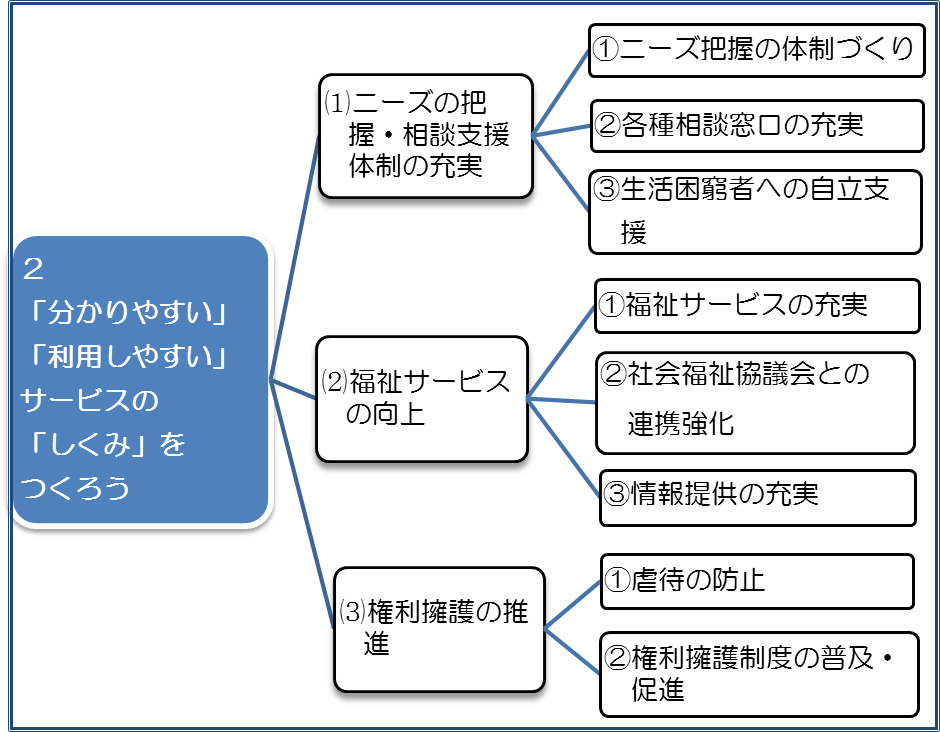 2
「分かりやすい」
「利用しやすい」
サービスの
「しくみ」を
つくろう
⑴ニーズの把
握・相談支援
体制の充実
①ニーズ把握の体制づくり
②各種相談窓口の充実
③生活困窮者への自立支
援
⑵福祉サービス
の向上
①福祉サービスの充実
②社会福祉協議会との
連携強化
③情報提供の充実
⑶権利擁護の推
進
①虐待の防止
②権利擁護制度の普及・
促進